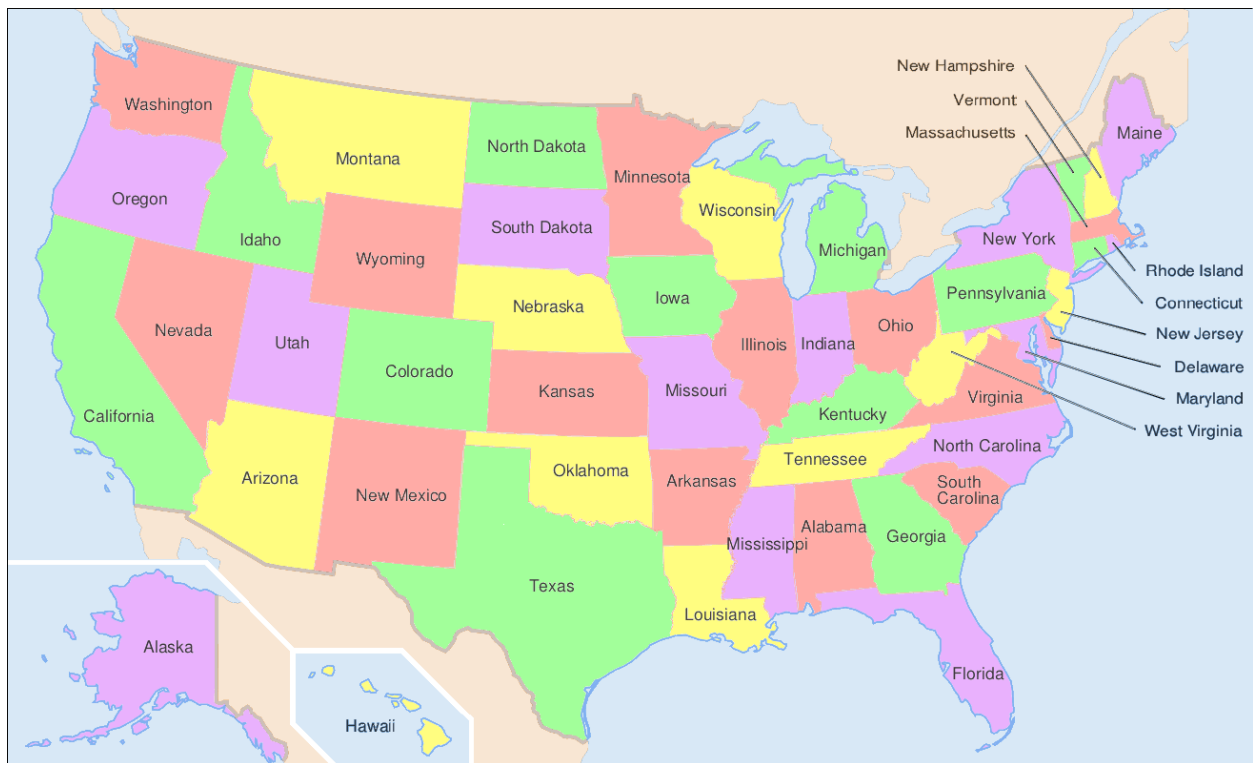 New Hampshire
Vermont
Massachusetts
Washington
Maine
Montana
North Dakota
Minnesota
Oregon
Wisconsin
South Dakota
Idaho
New York
Michigan
Wyoming
Rhode Island
Pennsylvania
Iowa
Connecticut
Nebraska
Nevada
Ohio
New Jersey
Utah
Illinois
Indiana
Colorado
Delaware
Kansas
Missouri
Maryland
Virginia
California
Kentucky
West Virginia
North Carolina
Tennessee
Oklahoma
Arizona
Arkansas
South
Carolina
New Mexico
Alabama
Georgia
Mississippi
Texas
Louisiana
Alaska
Florida
Hawaii